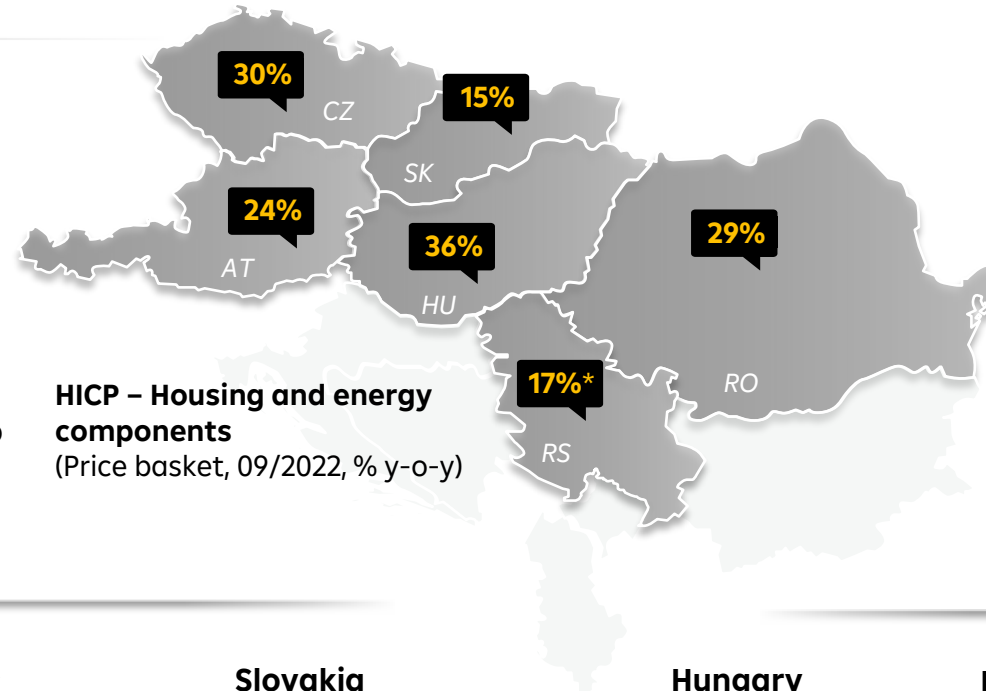 30%
CZ
15%
SK
24%
AT
36%
HU
29%
RO
17%*
RS
HICP – Housing and energy
components
(Price basket, 09/2022, % y-o-y)
Slovakia
Hungary